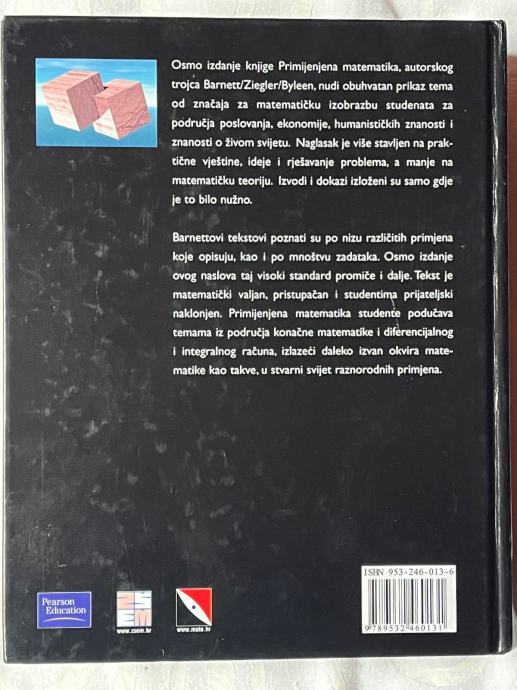 Osmo izdanje knjige Primijenjena matematika, autorskog
trojca Barnett/Ziegler/Byleen, nudi obuhvatan prikaz tema
od značaja za matematičku izobrazbu studenata za
područja poslovanja, ekonomije, humanističkih znanosti i
znanosti o živom svijetu. Naglasak je više stavljen na prak-
tične vještine, ideje i rješavanje problema, a manje na
matematičku teoriju. Izvodi i dokazi izloženi su samo gdje
je to bilo nužno.
Barnettovi tekstovi poznati su po nizu različitih primjena
koje opisuju, kao i po mnoštvu zadataka. Osmo izdanje
ovog naslova taj visoki standard promiče i dalje. Tekst je
matematički valjan, pristupačan i studentima prijateljski
naklonjen. Primijenjena matematika studente podučava
temama iz područja konačne matematike i diferencijalnog
i integralnog računa, izlazeći daleko izvan okvira mate-
matike kao takve, u stvarni svijet raznorodnih primjena.
ISBN 953-246-013-6
9 789532 460131
Pearson
Education
ZSEM
www.zsem.hr
www.mate.hr